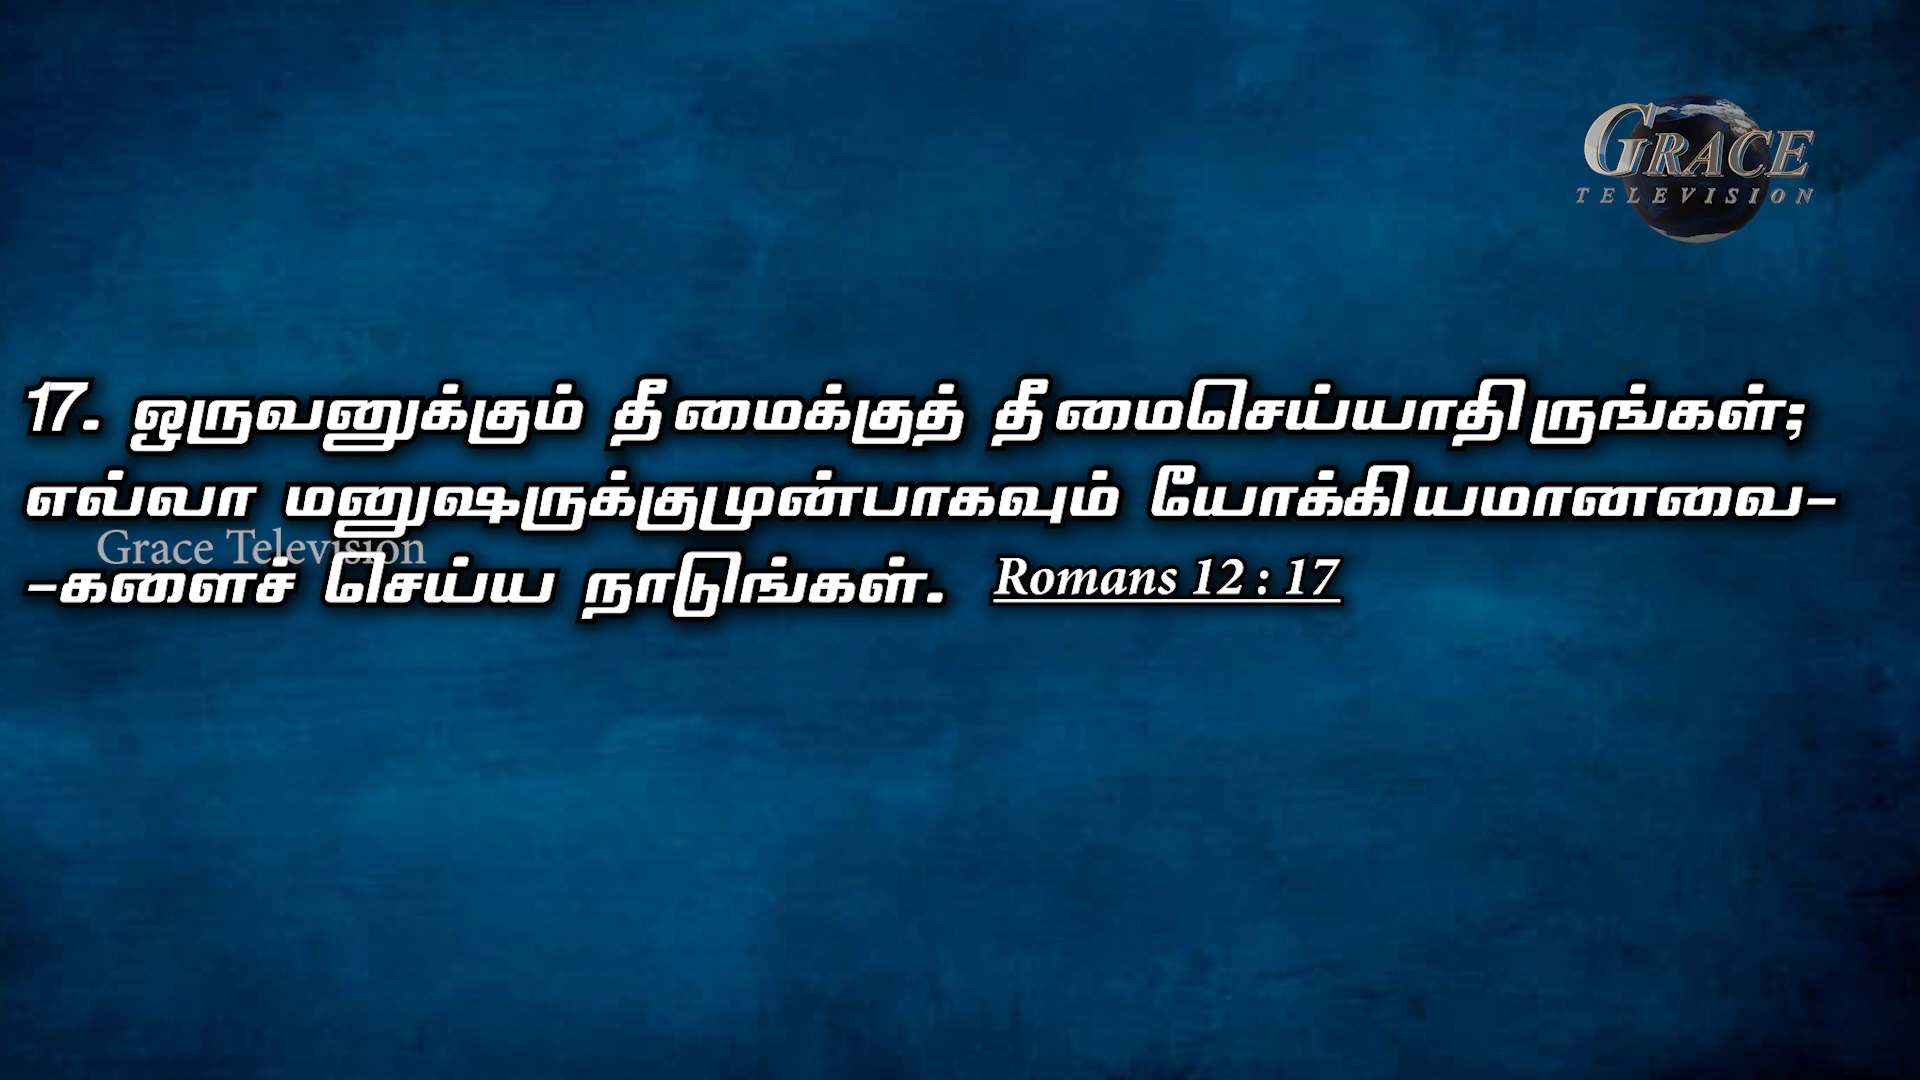 GRACE
TELEVISION
17. ஒருவனுக்கும் தீமைக்குத் தீமைசெய்யாதிருங்கள்;
எல்லா மனுஷருக்குமுன்பாகவும் யோக்கியமானவை-
Grace Television
-களைச் செய்ய நாடுங்கள். Romans 12 : 17